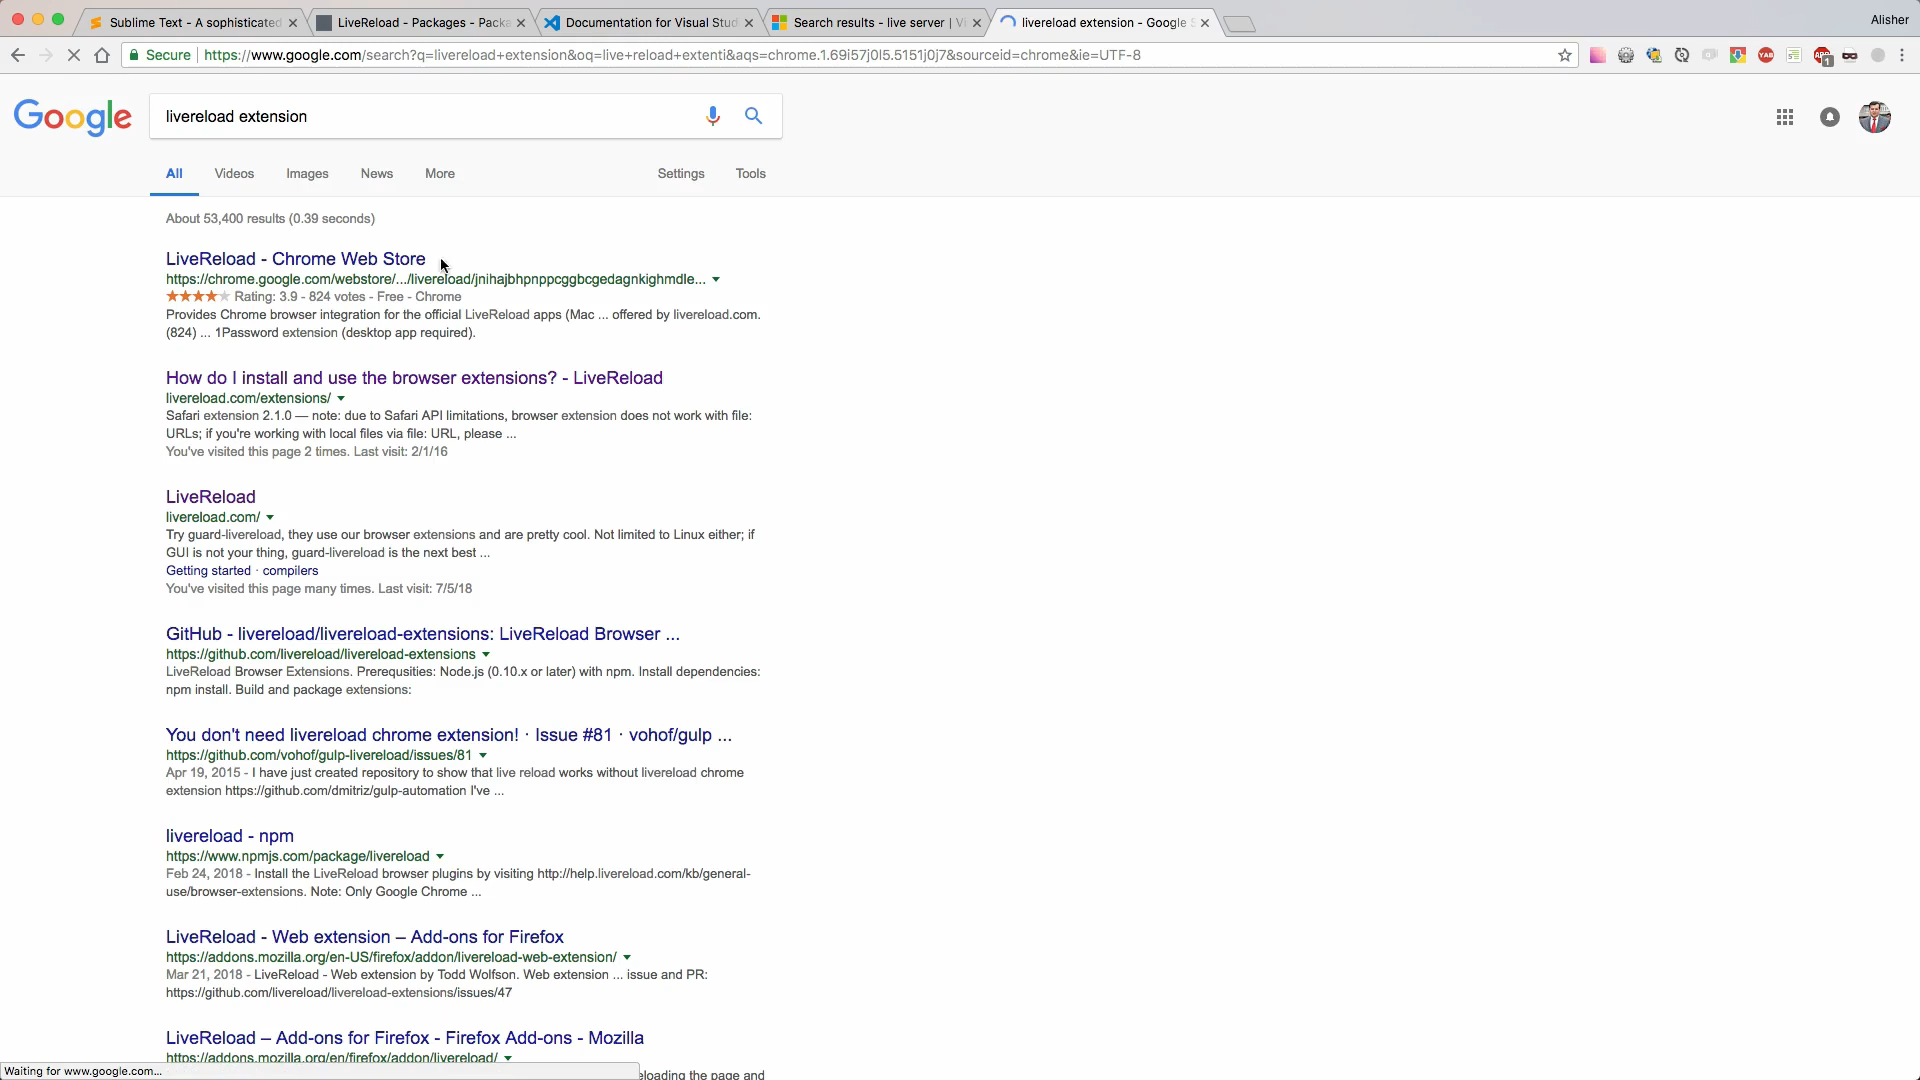 Sublime Text - A sophisticated
LiveReload - Packages - Packa
Documentation for Visual Stud
Search results - live server | Vi
livereload extension - Google S
Alisher
Secure
https://www.google.com/search?q=livereload+extension&oq=live+reload+extenti&aqs=chrome.1.69i57j0l5.5151j0j7&sourceid=chrome&ie=UTF-8
Google
livereload extension
All
Videos
Images
News
More
Settings
Tools
About 53,400 results (0.39 seconds)
LiveReload - Chrome Web Store
https://chrome.google.com/webstore/.../livereload/jnihajbhpnppcggbcgedagnkighmdle...
Rating: 3.9 - 824 votes - Free - Chrome
Provides Chrome browser integration for the official LiveReload apps (Mac ... offered by livereload.com.
(824) ... 1Password extension (desktop app required).
How do I install and use the browser extensions? - LiveReload
livereload.com/extensions/
Safari extension 2.1.0 — note: due to Safari API limitations, browser extension does not work with file:
URLs; if you're working with local files via file: URL, please ...
You've visited this page 2 times. Last visit: 2/1/16
LiveReload
livereload.com/
Try guard-livereload, they use our browser extensions and are pretty cool. Not limited to Linux either; if
GUI is not your thing, guard-livereload is the next best ...
Getting started · compilers
You've visited this page many times. Last visit: 7/5/18
GitHub - livereload/livereload-extensions: LiveReload Browser ...
https://github.com/livereload/livereload-extensions
LiveReload Browser Extensions. Prerequsities: Node.js (0.10.x or later) with npm. Install dependencies:
npm install. Build and package extensions:
You don't need livereload chrome extension! · Issue #81 · vohof/gulp ...
https://github.com/vohof/gulp-livereload/issues/81
Apr 19, 2015 - I have just created repository to show that live reload works without livereload chrome
extension https://github.com/dmitriz/gulp-automation I've ...
livereload - npm
https://www.npmjs.com/package/livereload
Feb 24, 2018 - Install the LiveReload browser plugins by visiting http://help.livereload.com/kb/general-
use/browser-extensions. Note: Only Google Chrome ...
LiveReload - Web extension – Add-ons for Firefox
https://addons.mozilla.org/en-US/firefox/addon/livereload-web-extension/
Mar 21, 2018 - LiveReload - Web extension by Todd Wolfson. Web extension ... issue and PR:
https://github.com/livereload/livereload-extensions/issues/47
LiveReload – Add-ons for Firefox - Firefox Add-ons - Mozilla
https://addons.mozilla.org/en/firefox/addon/livereload/
eloading the page and
Waiting for www.google.com...